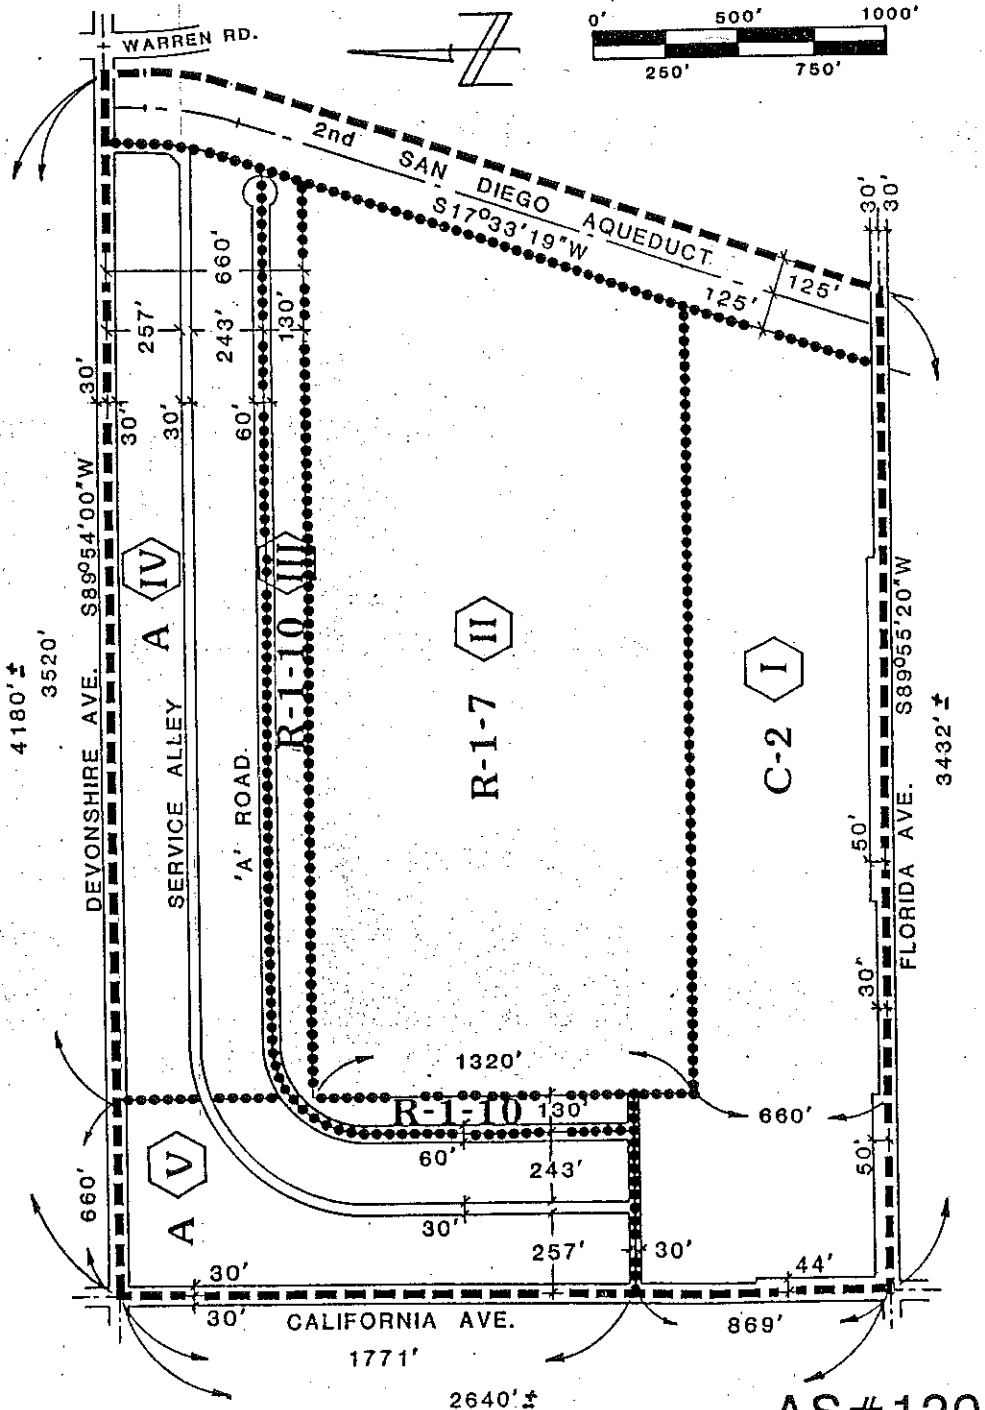 0' 500' 1000'
250' 750'
WARREN RD.
2nd SAN DIEGO AQUEDUCT
S17°33'19"W
125' 125'
30' 30'
660'
257' 243' 130'
30'
30' 30' 60'
DEVONSHIRE AVE. S89°54'00"W
4180'±
3520'
A IV
SERVICE ALLEY
'A' ROAD
R-1-10 III
R-1-7 II
C-2 I
FLORIDA AVE. S89°55'20"W
3432'±
50'
30'
1320'
R-1-10 130'
660'
60'
243'
50'
A V
660'
30'
257' 30'
30'
44'
30'
CALIFORNIA AVE.
869'
1771'
2640'±